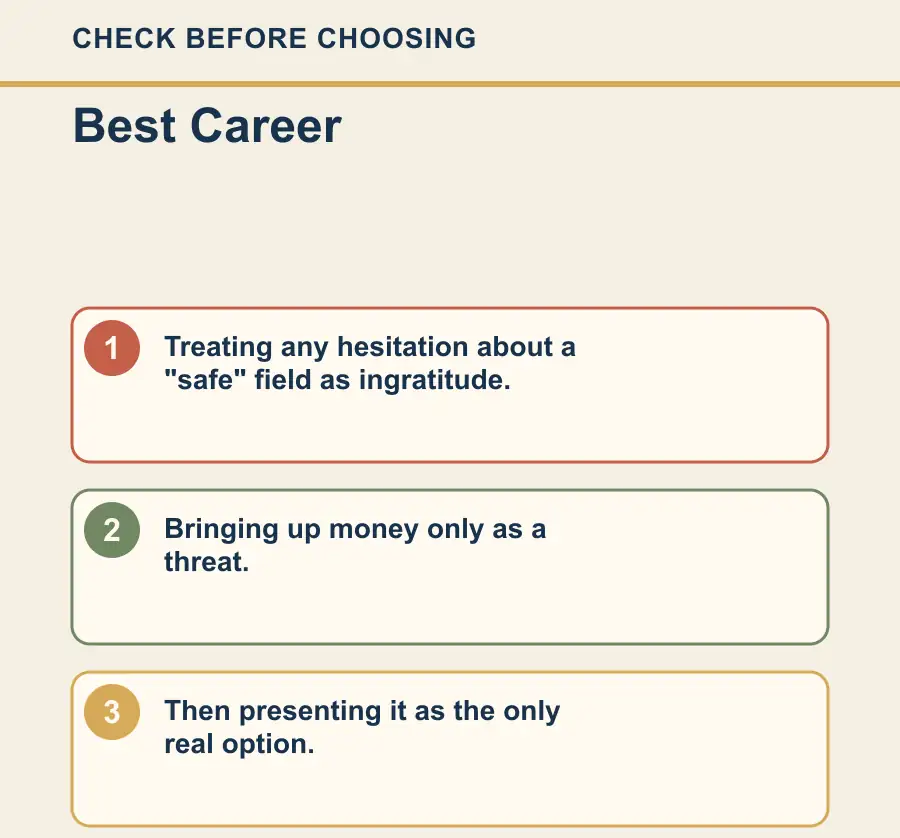 CHECK BEFORE CHOOSING
Best Career
1
Treating any hesitation about a
"safe" field as ingratitude.
2
Bringing up money only as a
threat.
3
Then presenting it as the only
real option.